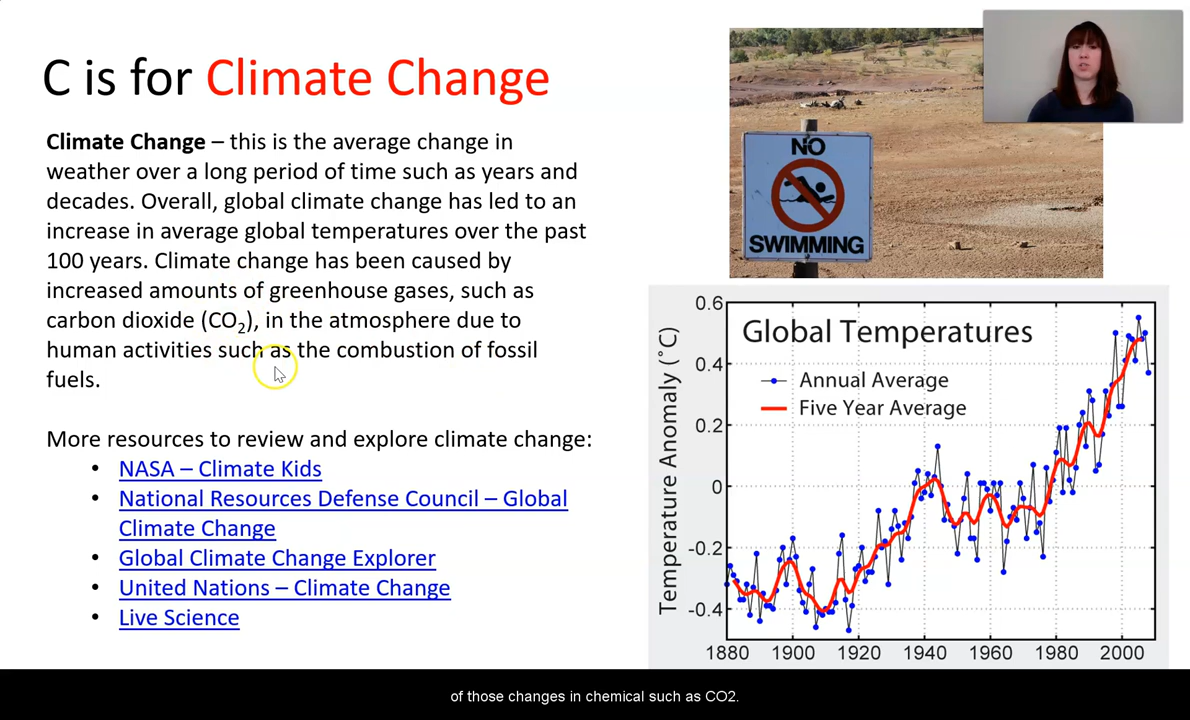 C is for Climate Change
Climate Change – this is the average change in
weather over a long period of time such as years and
decades. Overall, global climate change has led to an
increase in average global temperatures over the past
100 years. Climate change has been caused by
increased amounts of greenhouse gases, such as
carbon dioxide (CO2), in the atmosphere due to
human activities such as the combustion of fossil
fuels.
More resources to review and explore climate change:
• NASA – Climate Kids
• National Resources Defense Council – Global
Climate Change
• Global Climate Change Explorer
• United Nations – Climate Change
• Live Science
NO
SWIMMING
Global Temperatures
Annual Average
Five Year Average
Temperature Anomaly (˚C)
0.6
0.4
0.2
0
-0.2
-0.4
1880 1900 1920 1940 1960 1980 2000
of those changes in chemical such as CO2.